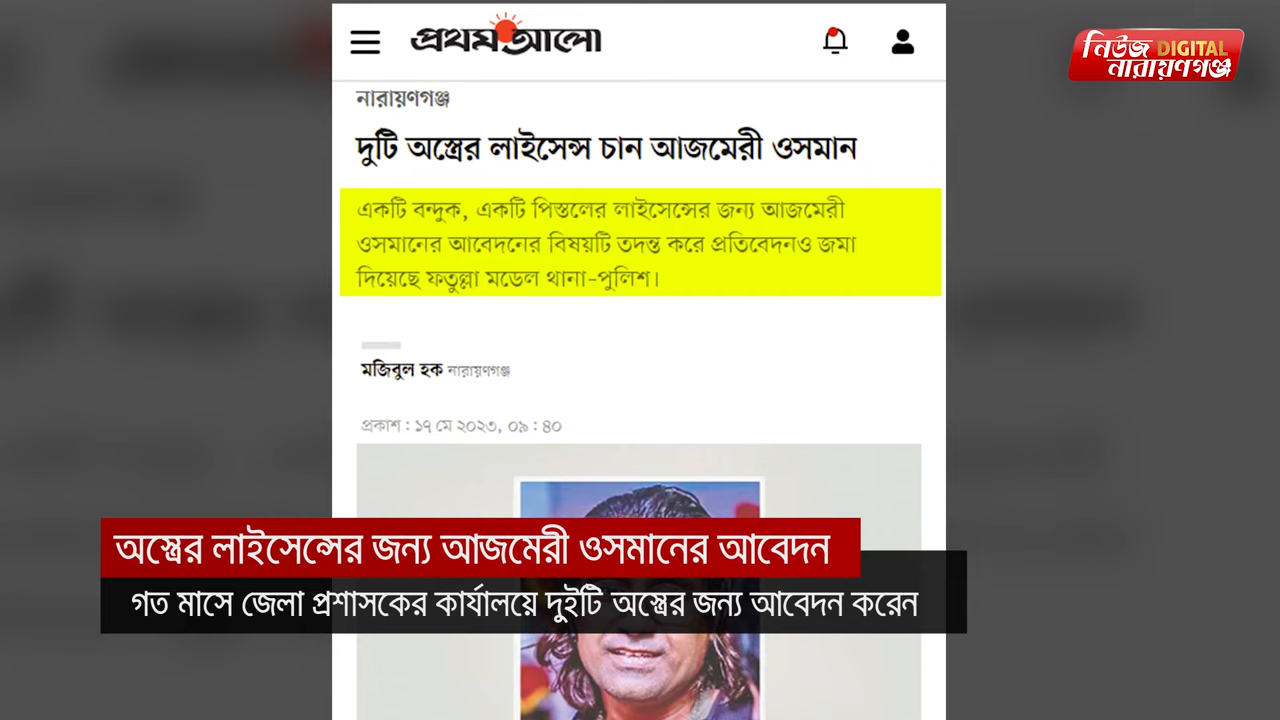 প্রথম আলো
নিউজ DIGITAL
নারায়ণগঞ্জ
নারায়ণগঞ্জ
দুটি অস্ত্রের লাইসেন্স চান আজমেরী ওসমান
একটি বন্দুক, একটি পিস্তলের লাইসেন্সের জন্য আজমেরী
ওসমানের আবেদনের বিষয়টি তদন্ত করে প্রতিবেদনও জমা
দিয়েছে ফতুল্লা মডেল থানা-পুলিশ।
মজিবুল হক নারায়ণগঞ্জ
প্রকাশ : ১৭ মে ২০২৩, ০৯ : ৪০
অস্ত্রের লাইসেন্সের জন্য আজমেরী ওসমানের আবেদন
গত মাসে জেলা প্রশাসকের কার্যালয়ে দুইটি অস্ত্রের জন্য আবেদন করেন